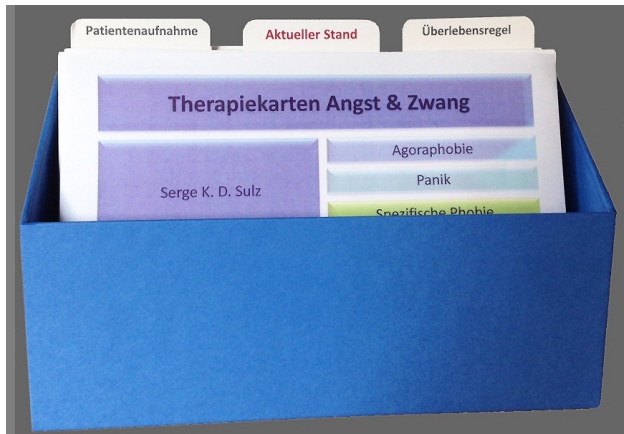 Patientenaufnahme
Aktueller Stand
Überlebensregel
Therapiekarten Angst & Zwang
Serge K. D. Sulz
Agoraphobie
Panik
Spezifische Phobie